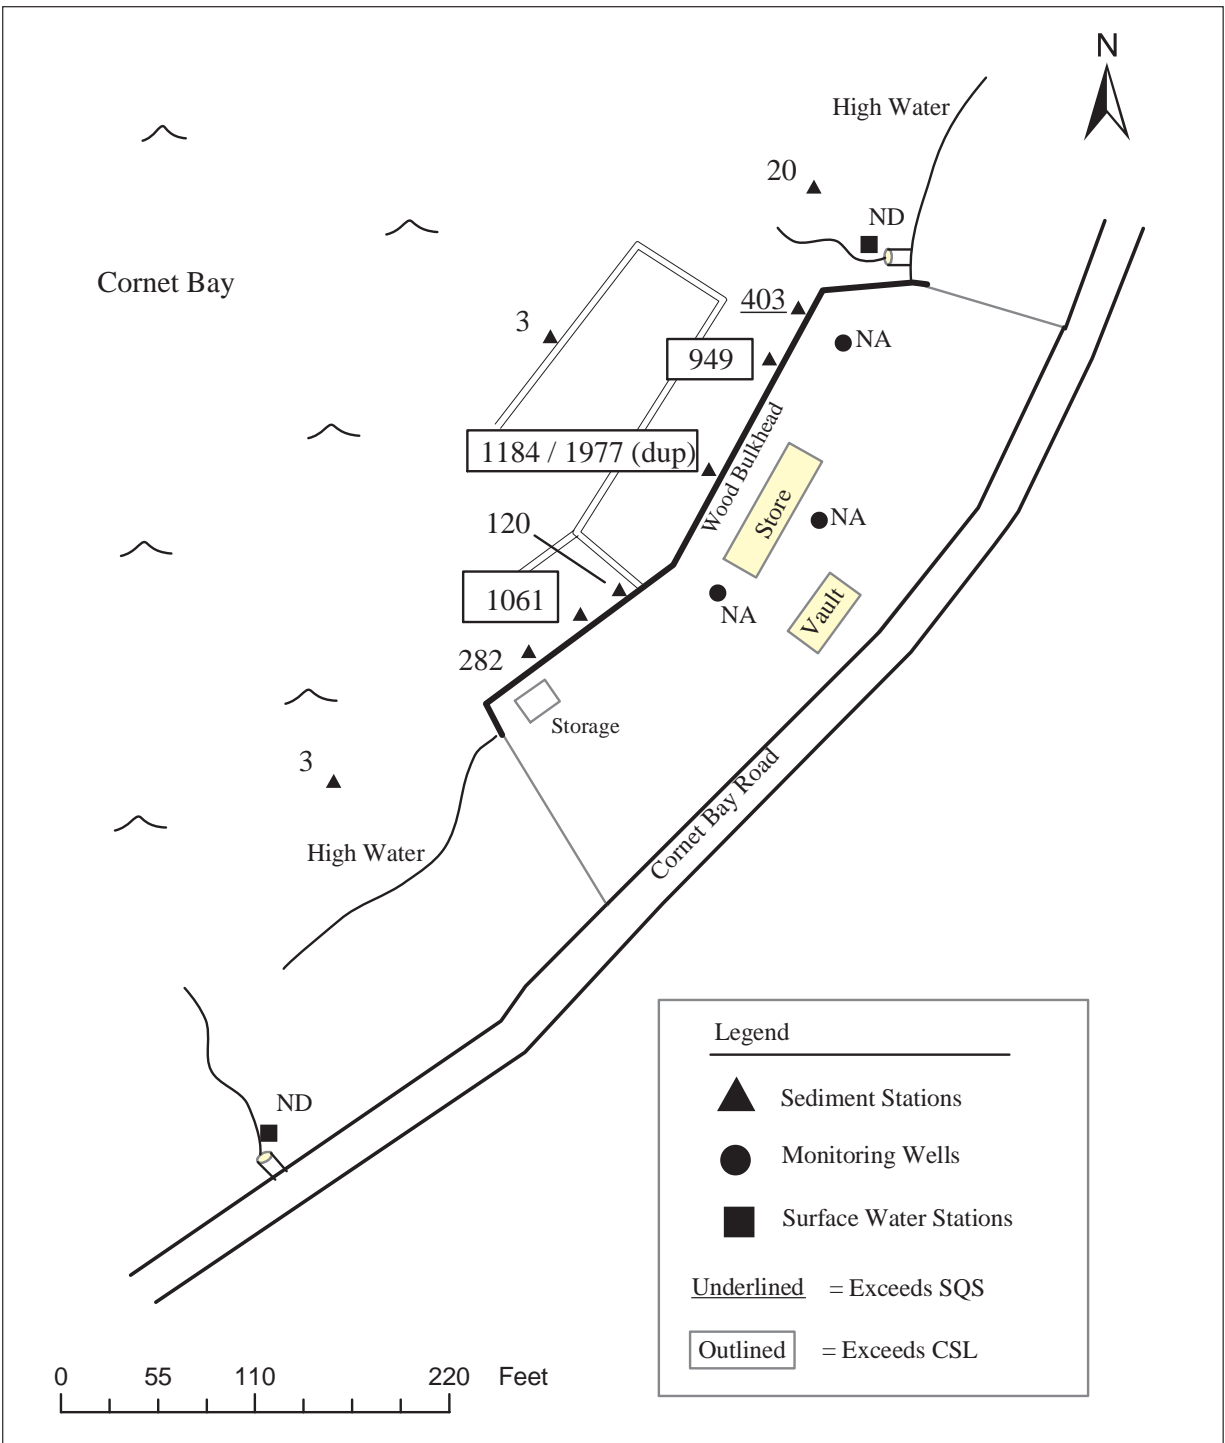 N
High Water
20
ND
Cornet Bay
403
3
NA
949
1184 / 1977 (dup)
Wood Bulkhead
Store
NA
120
1061
NA
Vault
282
Storage
3
Cornet Bay Road
High Water
ND
Legend
Sediment Stations
Monitoring Wells
Surface Water Stations
Underlined = Exceeds SQS
Outlined = Exceeds CSL
0 55 110 220 Feet